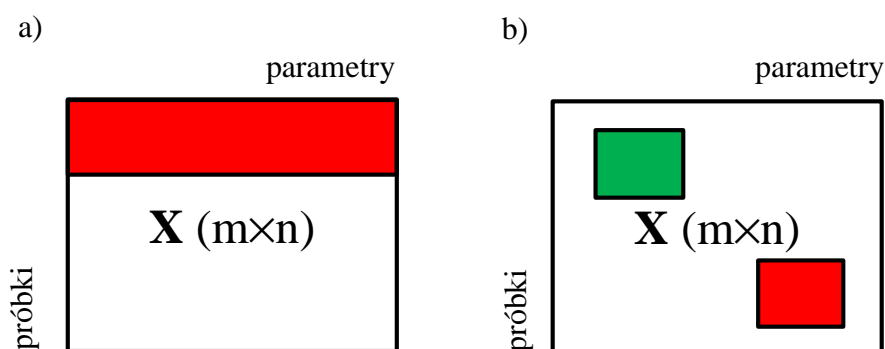 a)
parametry
próbki
X (m×n)
b)
parametry
próbki
X (m×n)